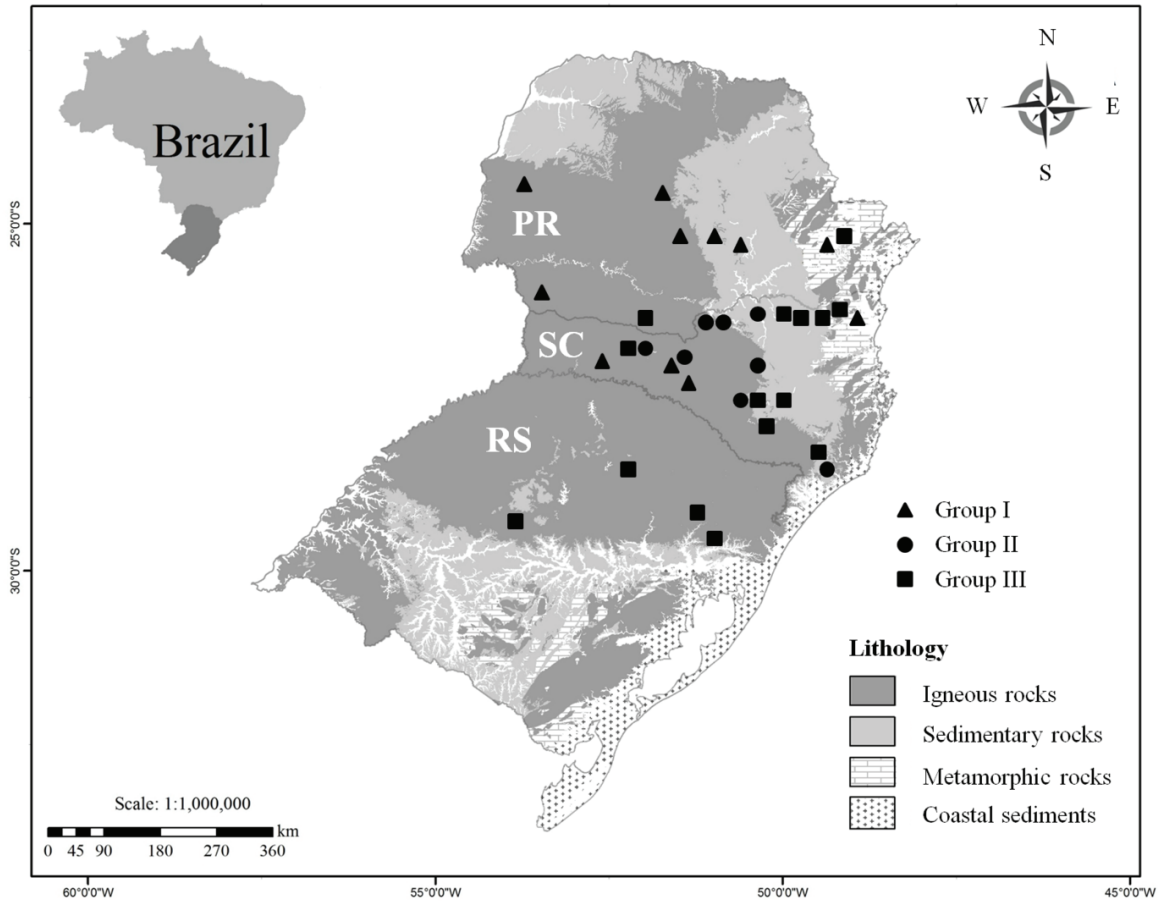 Brazil
N
W
E
S
25°0'0"S
PR
SC
RS
Group I
Group II
Group III
30°0'0"S
Lithology
Igneous rocks
Sedimentary rocks
Metamorphic rocks
Coastal sediments
Scale: 1:1,000,000
km
0 45 90 180 270 360
60°0'0"W 55°0'0"W 50°0'0"W 45°0'0"W